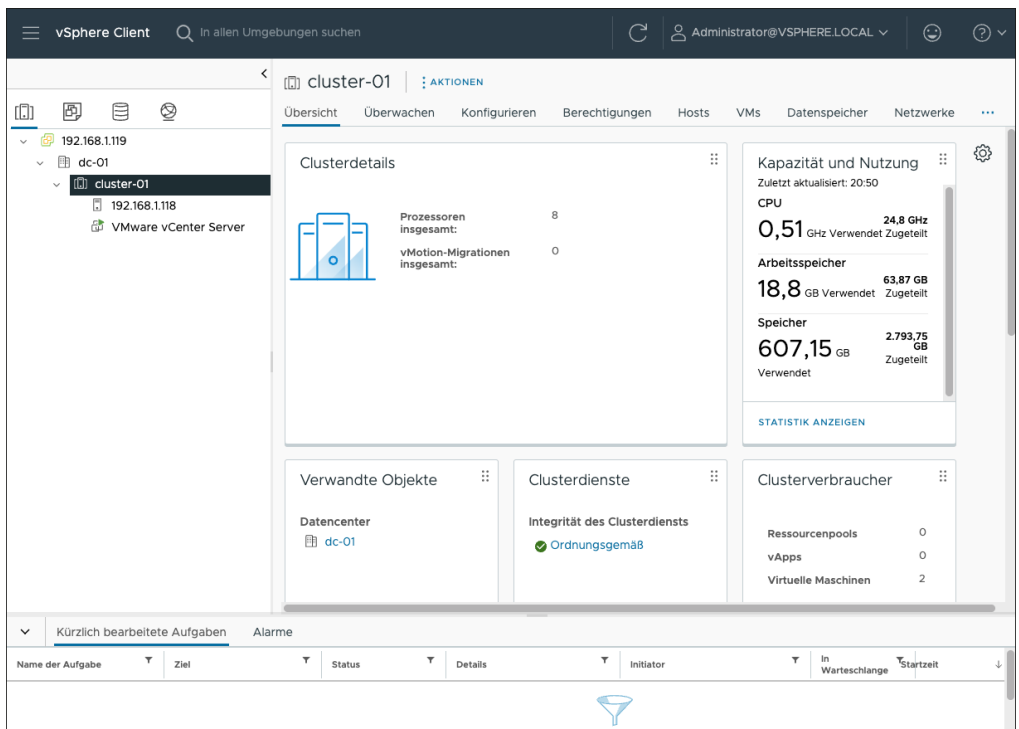 vSphere Client
In allen Umgebungen suchen
Administrator@VSPHERE.LOCAL
cluster-01
AKTIONEN
Übersicht
Überwachen
Konfigurieren
Berechtigungen
Hosts
VMs
Datenspeicher
Netzwerke
192.168.1.119
dc-01
cluster-01
192.168.1.118
VMware vCenter Server
Clusterdetails
Prozessoren
insgesamt:
8
vMotion-Migrationen
insgesamt:
0
Kapazität und Nutzung
Zuletzt aktualisiert: 20:50
CPU
0,51 GHz Verwendet
24,8 GHz
Zugeteilt
Arbeitsspeicher
18,8 GB Verwendet
63,87 GB
Zugeteilt
Speicher
607,15 GB
Verwendet
2.793,75
GB
Zugeteilt
STATISTIK ANZEIGEN
Verwandte Objekte
Datencenter
dc-01
Clusterdienste
Integrität des Clusterdiensts
Ordnungsgemäß
Clusterverbraucher
Ressourcenpools 0
vApps 0
Virtuelle Maschinen 2
Kürzlich bearbeitete Aufgaben
Alarme
Name der Aufgabe
Ziel
Status
Details
Initiator
In
Warteschlange
Startzeit